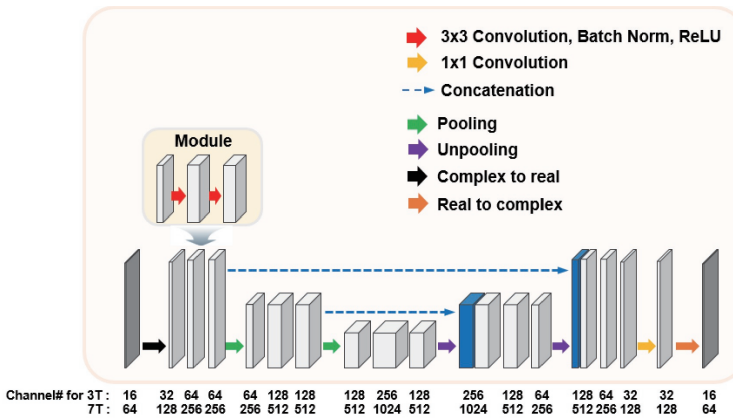 3x3 Convolution, Batch Norm, ReLU
1x1 Convolution
Concatenation
Pooling
Unpooling
Complex to real
Real to complex
Module
Channel# for 3T : 16 32 64 64 64 128 128 128 256 128 256 128 64 128 64 32 32 16
7T : 64 128 256 256 256 512 512 512 1024 512 1024 512 256 512 256 128 128 64